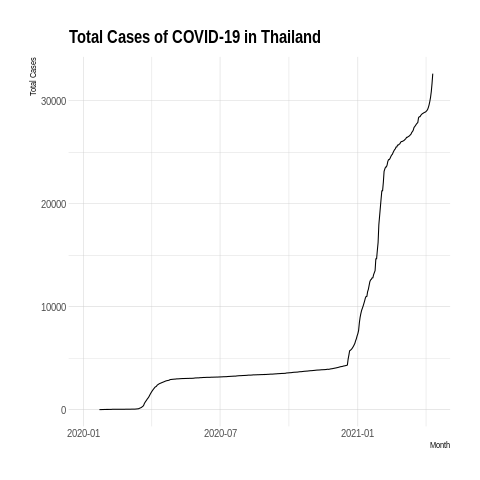 Total Cases of COVID-19 in Thailand
Total Cases
30000
20000
10000
0
2020-01
2020-07
2021-01
Month